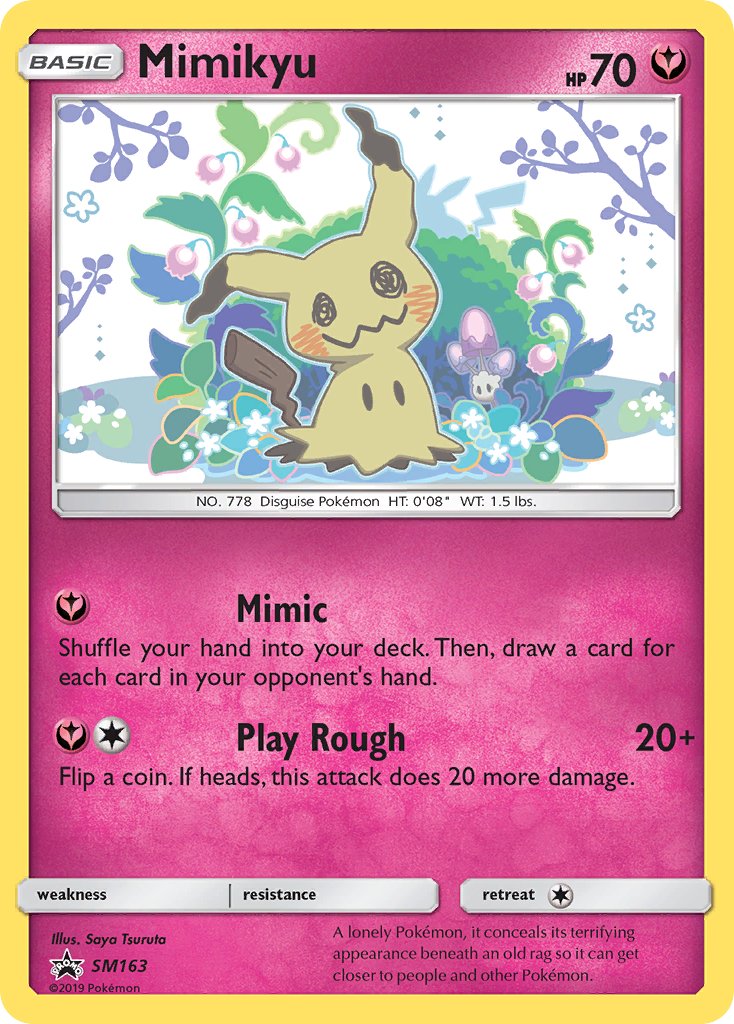 BASIC Mimikyu HP 70
NO. 778 Disguise Pokémon HT: 0'08" WT: 1.5 lbs.
Mimic
Shuffle your hand into your deck. Then, draw a card for
each card in your opponent's hand.
Play Rough 20+
Flip a coin. If heads, this attack does 20 more damage.
weakness resistance retreat
Illus. Saya Tsuruta
PROMO SM163
©2019 Pokémon
A lonely Pokémon, it conceals its terrifying
appearance beneath an old rag so it can get
closer to people and other Pokémon.